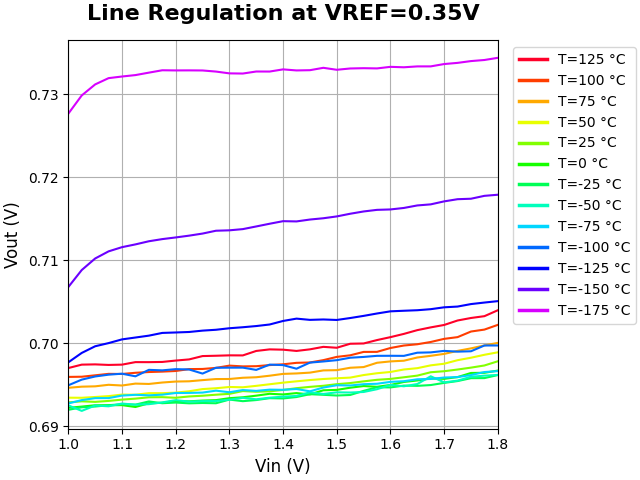 Line Regulation at VREF=0.35V
Vout (V)
0.73
0.72
0.71
0.70
0.69
1.0 1.1 1.2 1.3 1.4 1.5 1.6 1.7 1.8
Vin (V)
T=125 °C
T=100 °C
T=75 °C
T=50 °C
T=25 °C
T=0 °C
T=-25 °C
T=-50 °C
T=-75 °C
T=-100 °C
T=-125 °C
T=-150 °C
T=-175 °C